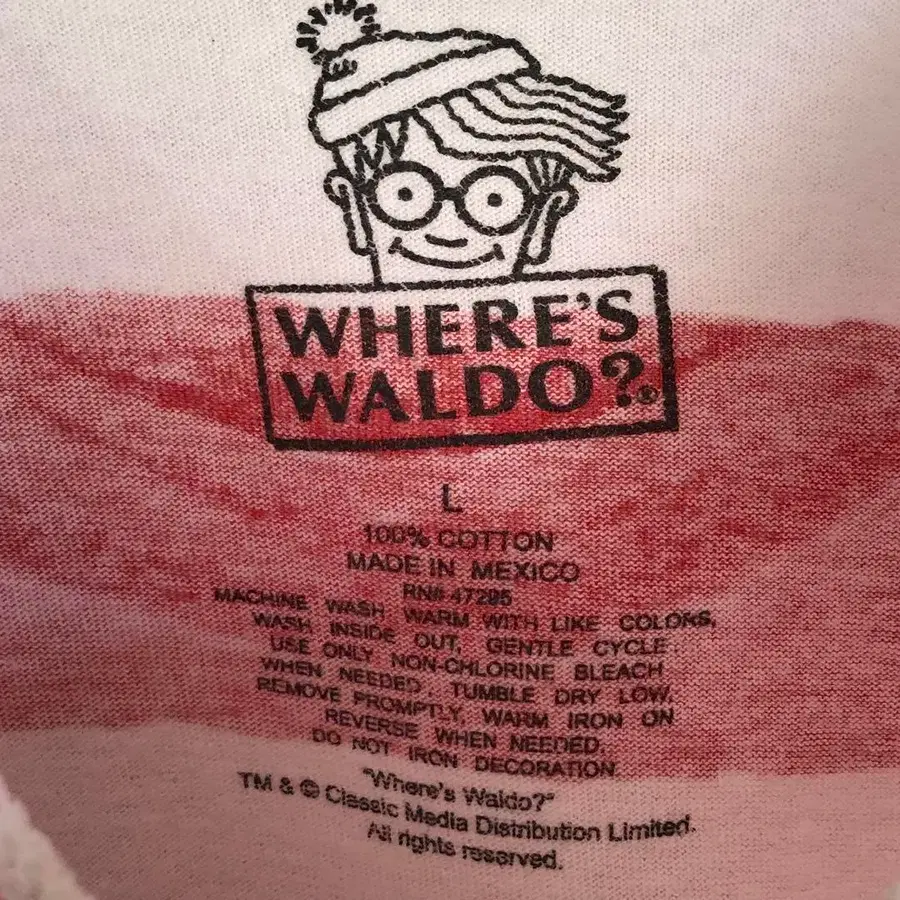 WHERE'S
WALDO?®
L
100% COTTON
MADE IN MEXICO
RN# 47295
MACHINE WASH WARM WITH LIKE COLORS,
WASH INSIDE OUT, GENTLE CYCLE
USE ONLY NON-CHLORINE BLEACH
WHEN NEEDED. TUMBLE DRY LOW,
REMOVE PROMPTLY, WARM IRON ON
REVERSE WHEN NEEDED.
DO NOT IRON DECORATION
"Where's Waldo?"
TM & © Classic Media Distribution Limited.
All rights reserved.